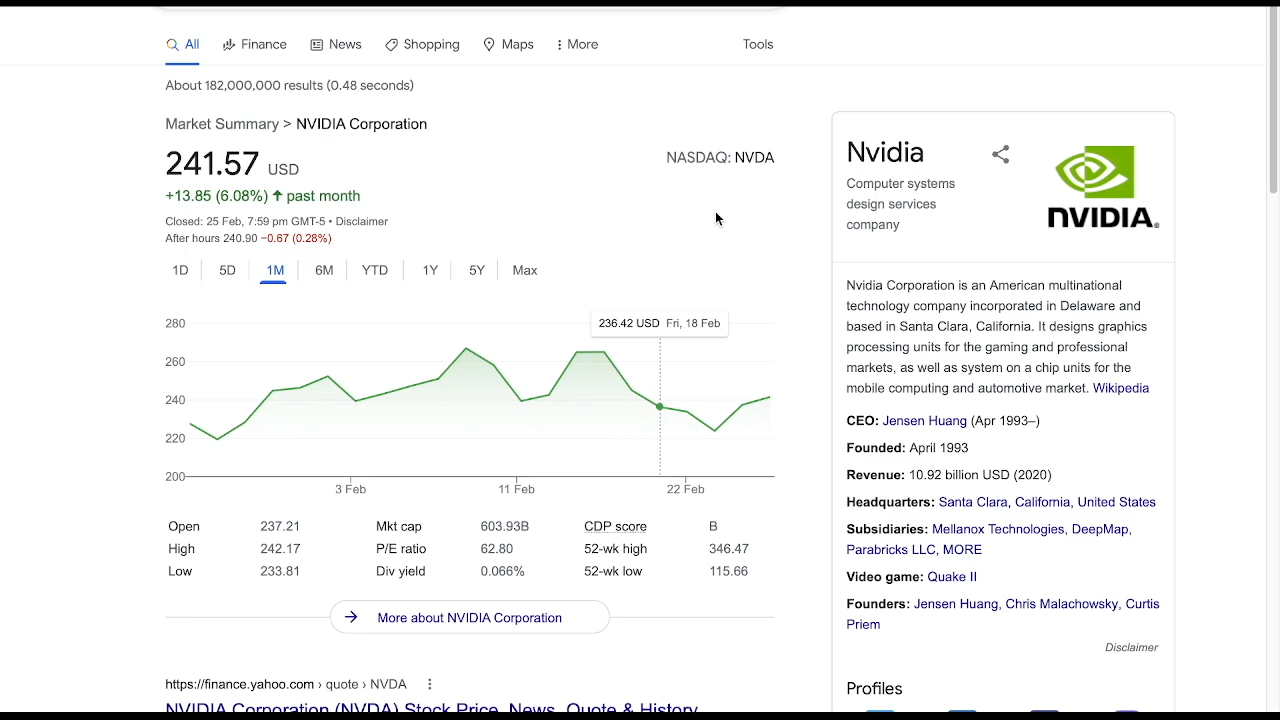 All Finance News Shopping Maps More Tools
About 182,000,000 results (0.48 seconds)
Market Summary > NVIDIA Corporation
241.57 USD
NASDAQ: NVDA
+13.85 (6.08%) ↑ past month
Closed: 25 Feb, 7:59 pm GMT-5 • Disclaimer
After hours 240.90 −0.67 (0.28%)
1D 5D 1M 6M YTD 1Y 5Y Max
236.42 USD Fri, 18 Feb
280
260
240
220
200
3 Feb 11 Feb 22 Feb
Open 237.21 Mkt cap 603.93B CDP score B
High 242.17 P/E ratio 62.80 52-wk high 346.47
Low 233.81 Div yield 0.066% 52-wk low 115.66
→ More about NVIDIA Corporation
https://finance.yahoo.com › quote › NVDA
NVIDIA Corporation (NVDA) Stock Price, News, Quote & History
Nvidia
Computer systems
design services
company
NVIDIA®
Nvidia Corporation is an American multinational
technology company incorporated in Delaware and
based in Santa Clara, California. It designs graphics
processing units for the gaming and professional
markets, as well as system on a chip units for the
mobile computing and automotive market. Wikipedia
CEO: Jensen Huang (Apr 1993–)
Founded: April 1993
Revenue: 10.92 billion USD (2020)
Headquarters: Santa Clara, California, United States
Subsidiaries: Mellanox Technologies, DeepMap,
Parabricks LLC, MORE
Video game: Quake II
Founders: Jensen Huang, Chris Malachowsky, Curtis
Priem
Disclaimer
Profiles